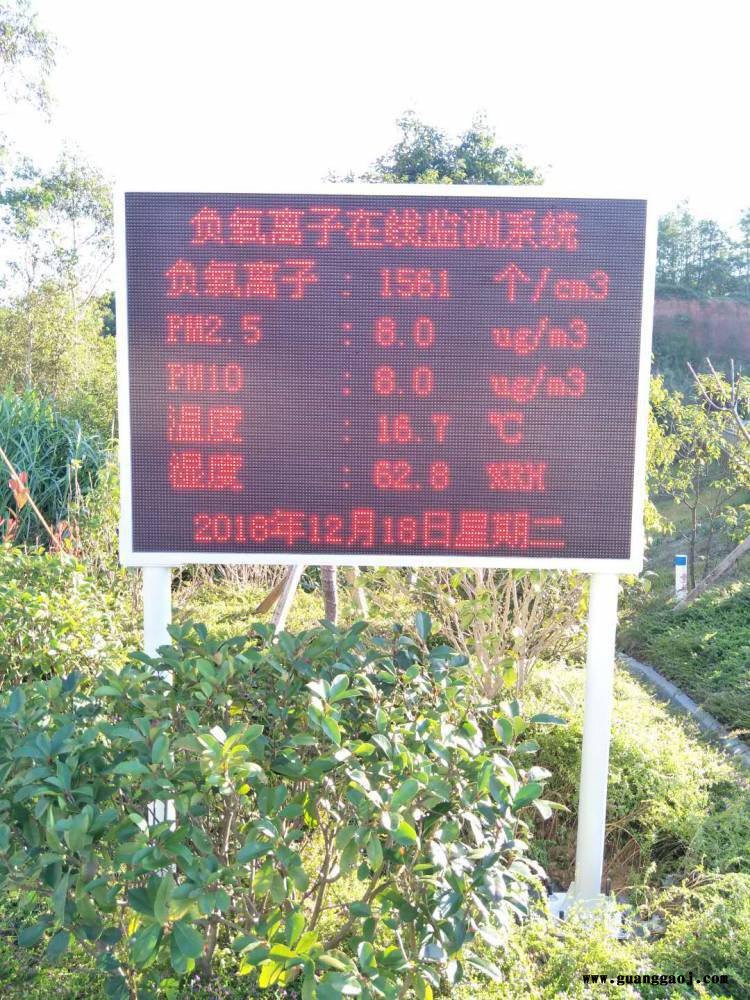 负氧离子在线监测系统
负氧离子 : 1561 个/cm3
PM2.5 : 8.0 ug/m3
PM10 : 8.0 ug/m3
温度 : 16.7 ℃
湿度 : 62.8 %RH
2018年12月18日星期二
www.guanggaoj.com